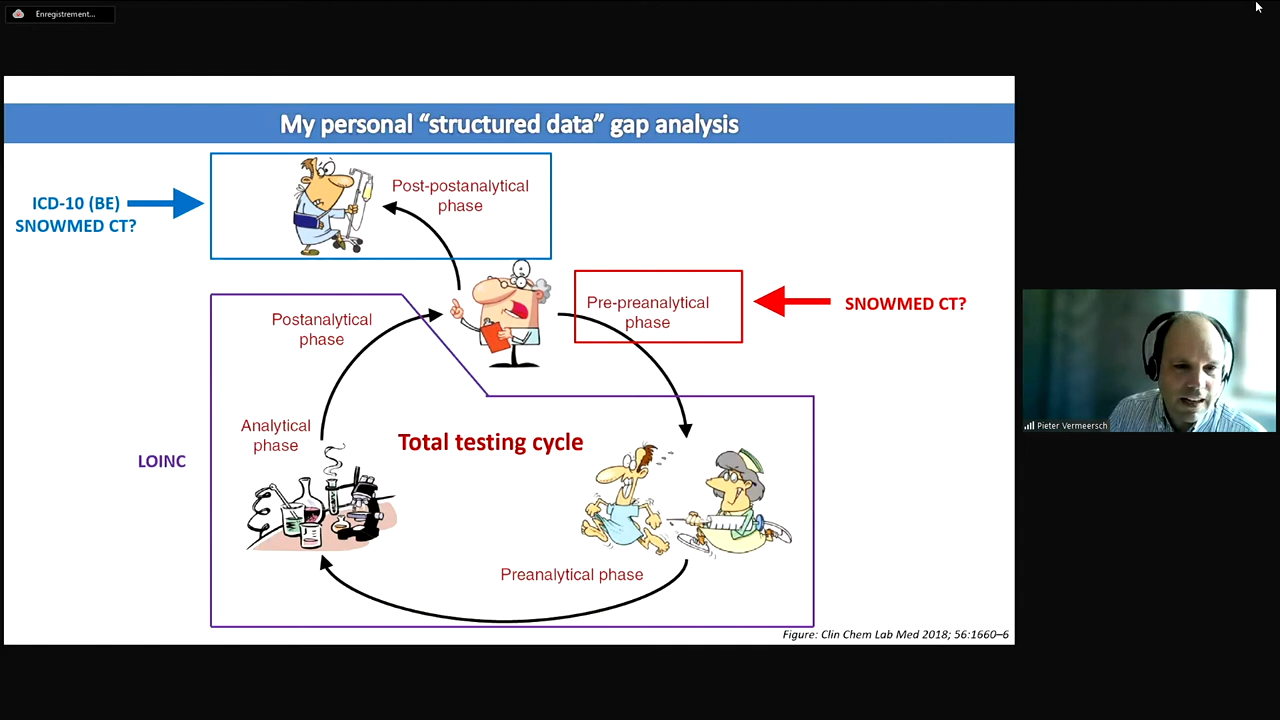 Enregistrement...
My personal “structured data” gap analysis
ICD-10 (BE)
SNOWMED CT?
Post-postanalytical
phase
Pre-preanalytical
phase
SNOWMED CT?
Postanalytical
phase
Analytical
phase
Total testing cycle
LOINC
Preanalytical phase
Figure: Clin Chem Lab Med 2018; 56:1660–6
Pieter Vermeersch